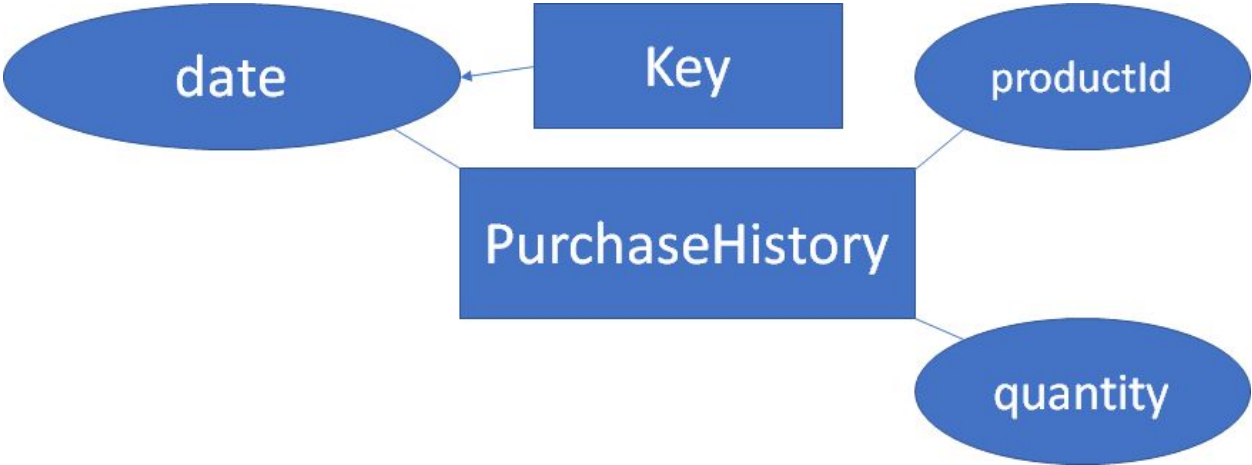 date
Key
productId
PurchaseHistory
quantity